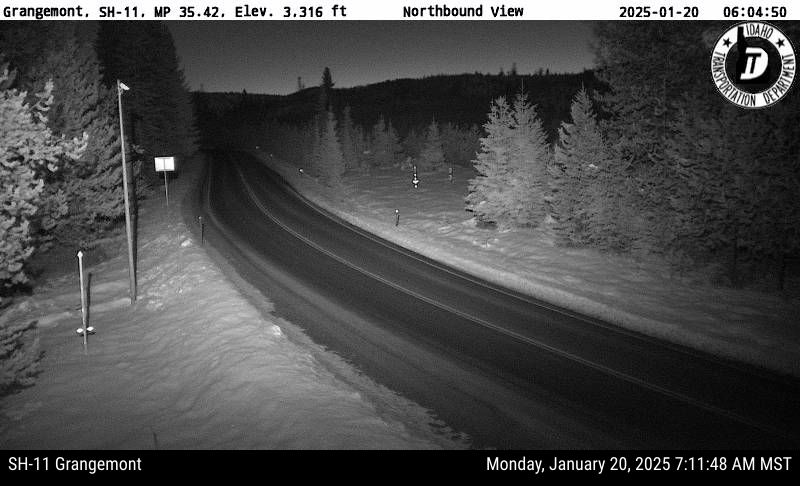 Grangemont, SH-11, MP 35.42, Elev. 3,316 ft Northbound View 2025-01-20 06:04:50
IDAHO
TRANSPORTATION DEPARTMENT
SH-11 Grangemont Monday, January 20, 2025 7:11:48 AM MST